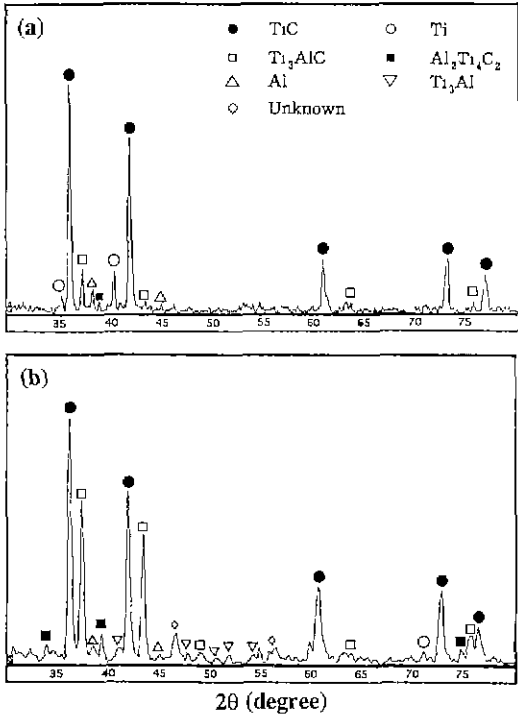 (a)
● TiC ○ Ti
□ Ti₃AlC ■ Al₂Ti₄C₂
△ Al ▽ Ti₃Al
◇ Unknown
35 40 45 50 55 60 65 70 75
(b)
35 40 45 50 55 60 65 70 75
2θ (degree)